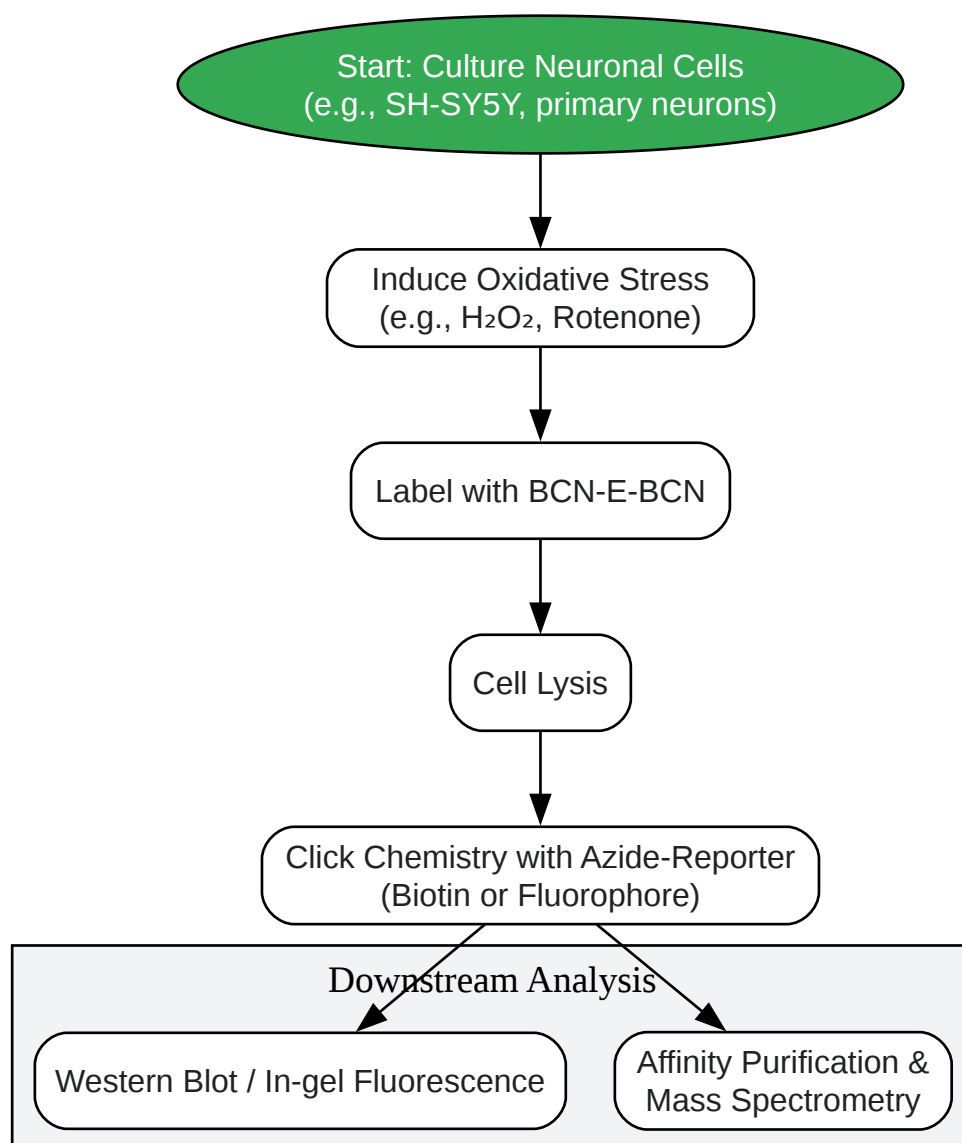 Start: Culture Neuronal Cells
(e.g., SH-SY5Y, primary neurons)
Induce Oxidative Stress
(e.g., H₂O₂, Rotenone)
Label with BCN-E-BCN
Cell Lysis
Click Chemistry with Azide-Reporter
(Biotin or Fluorophore)
Downstream Analysis
Western Blot / In-gel Fluorescence
Affinity Purification &
Mass Spectrometry